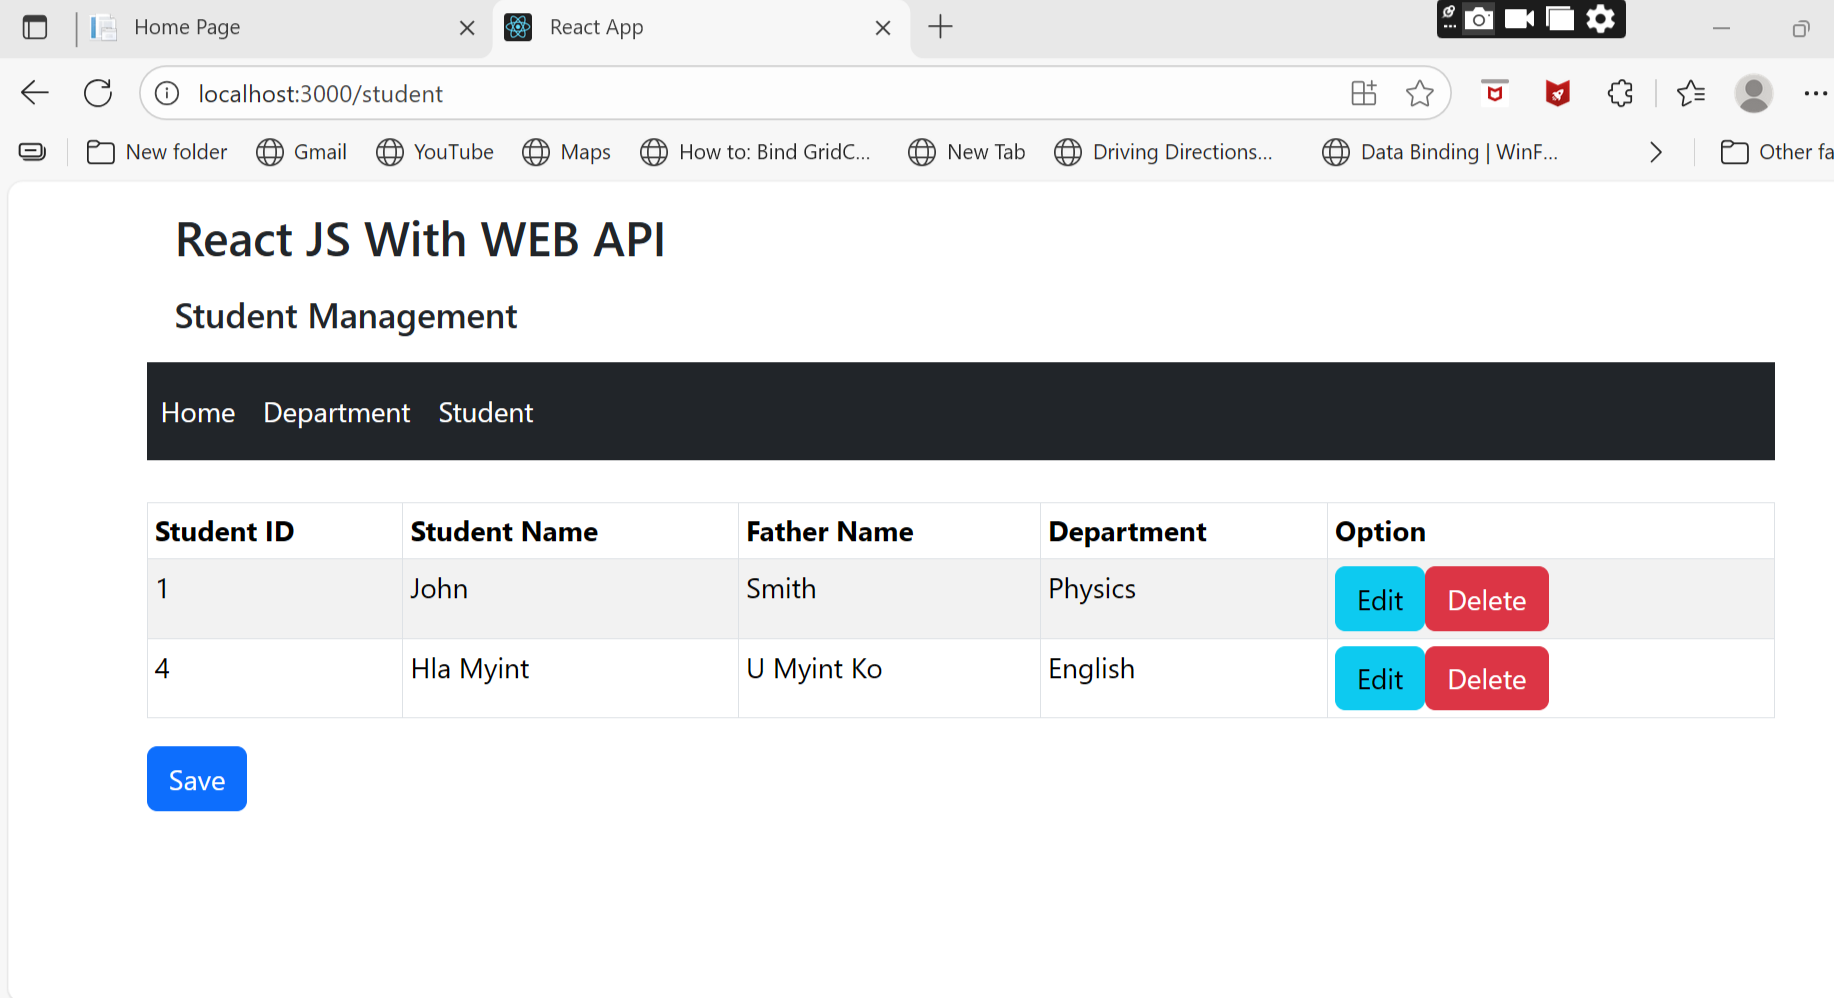 Home Page
React App
localhost:3000/student
New folder
Gmail
YouTube
Maps
How to: Bind GridC...
New Tab
Driving Directions...
Data Binding | WinF...
Other fa
React JS With WEB API
Student Management
Home Department Student
Student ID Student Name Father Name Department Option
1 John Smith Physics Edit Delete
4 Hla Myint U Myint Ko English Edit Delete
Save